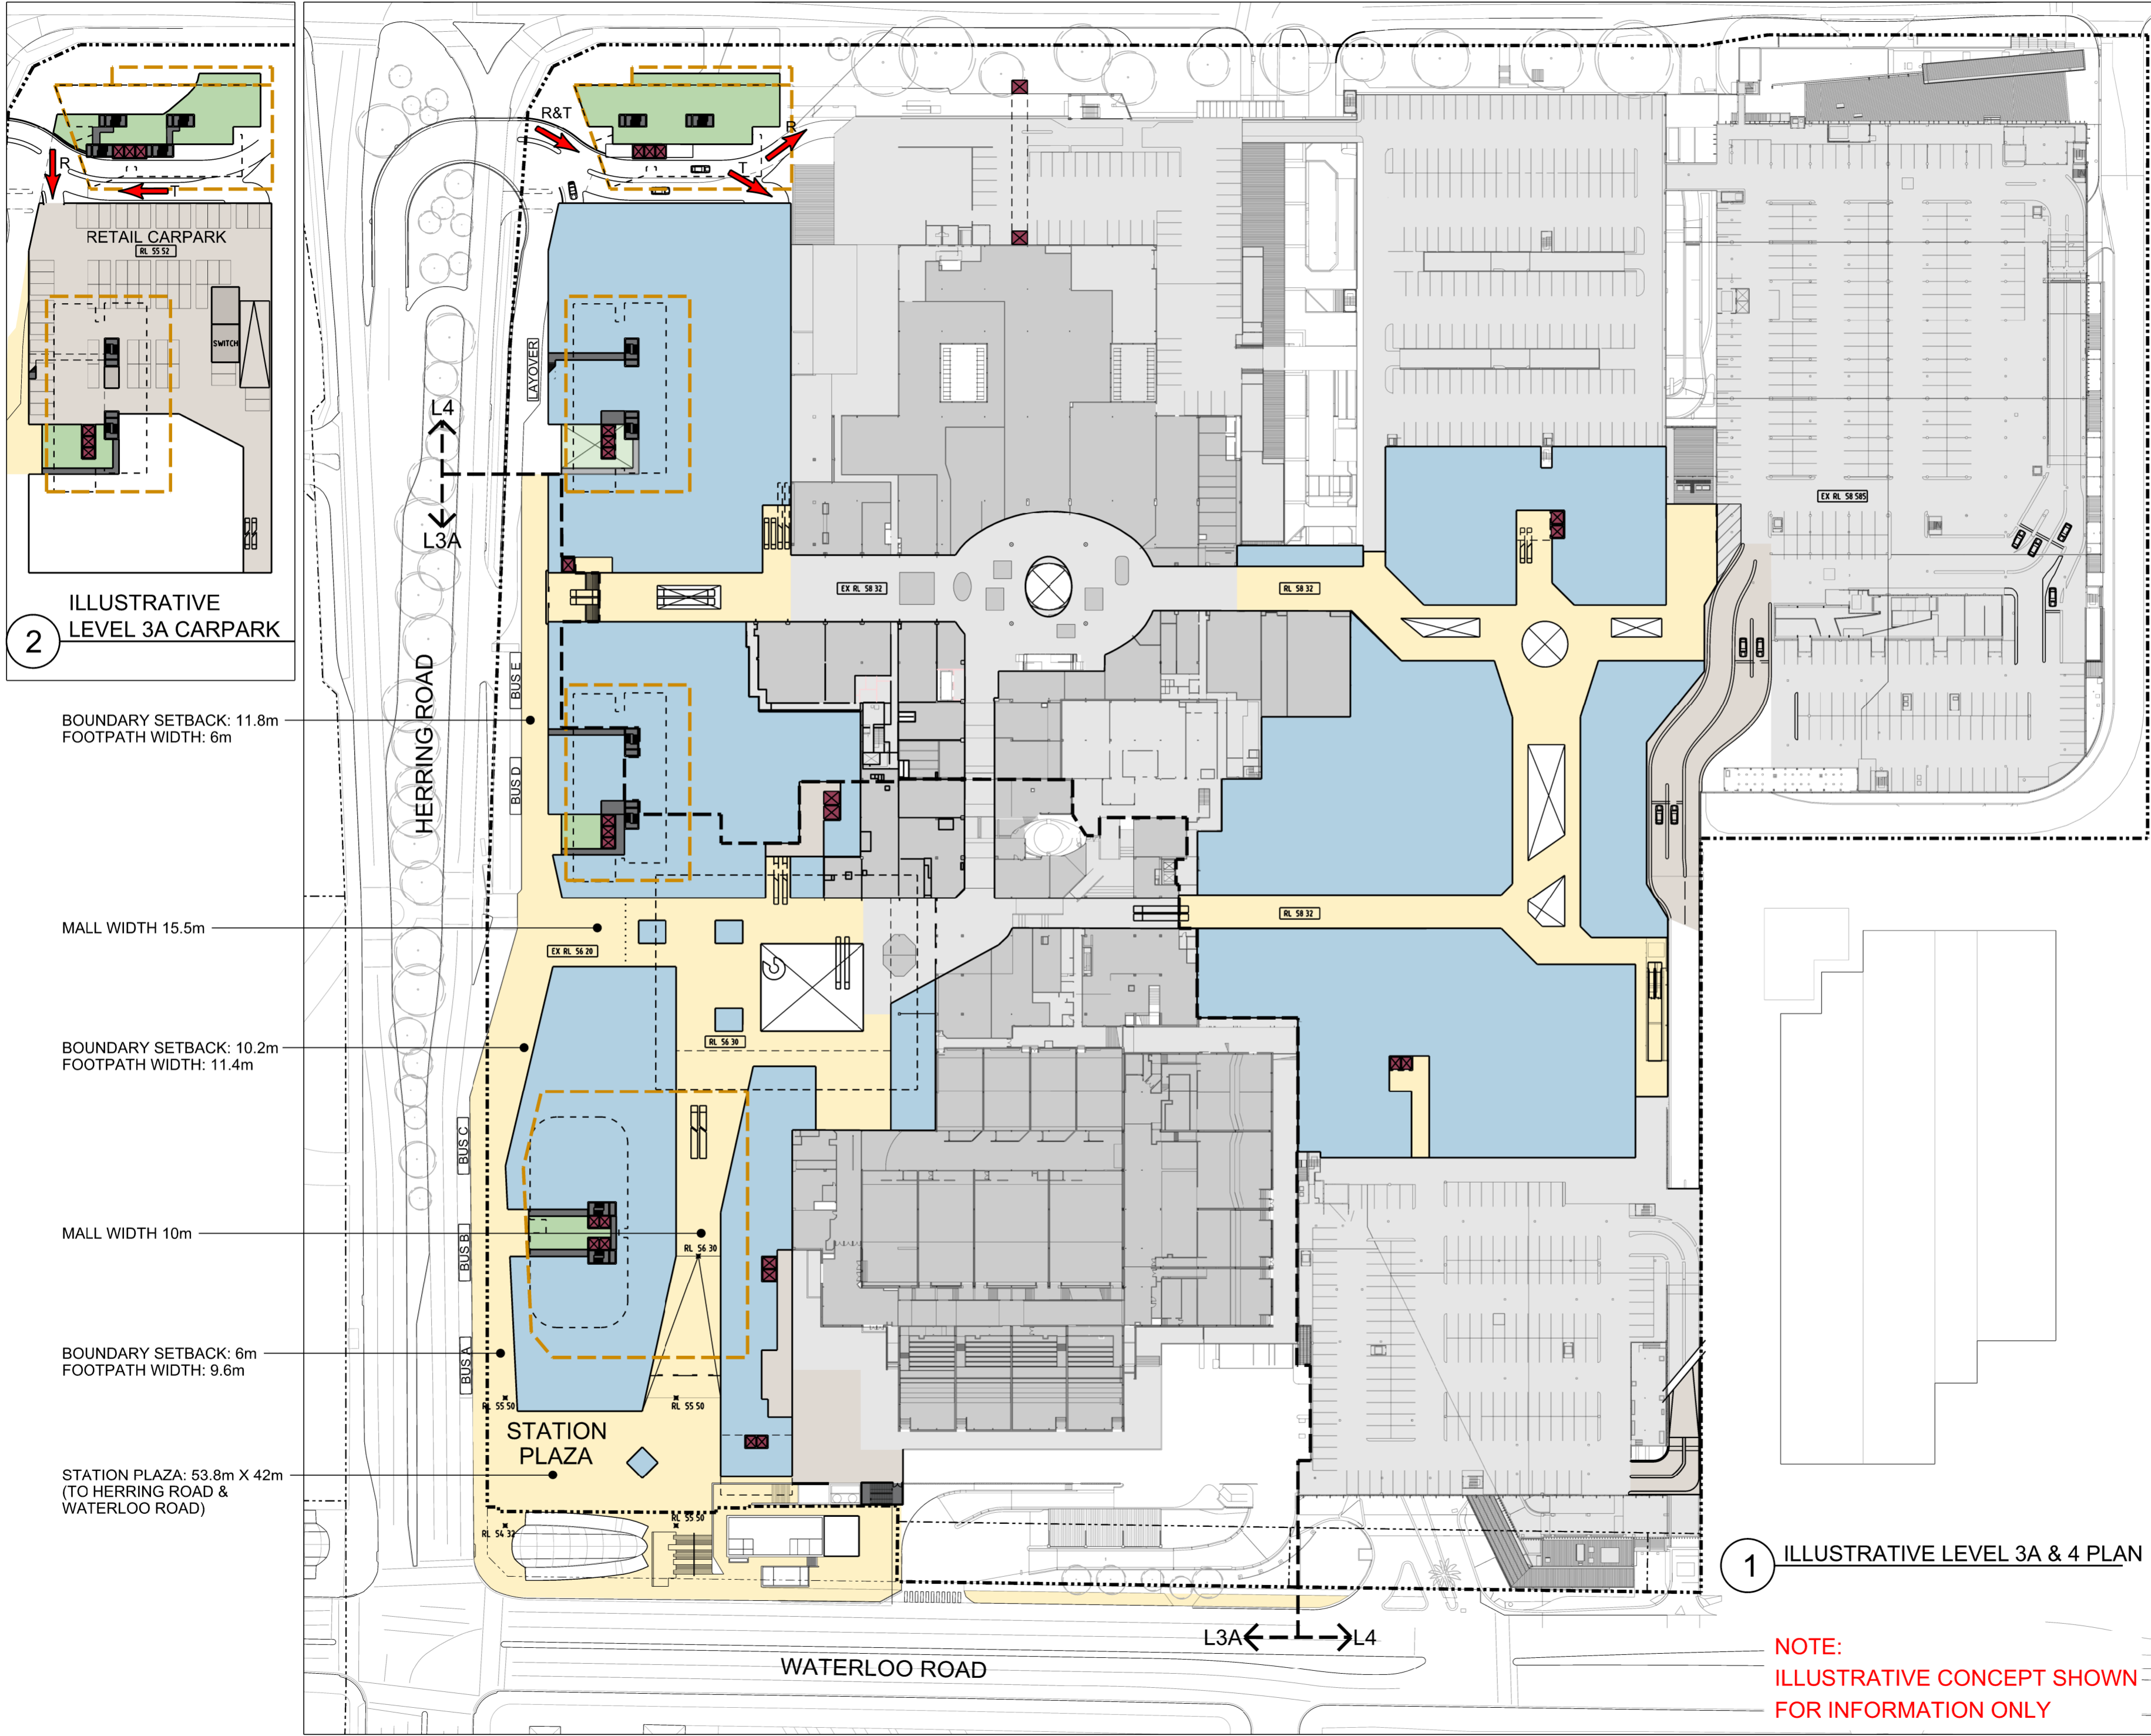 R
T
RETAIL CARPARK
RL 55 52
SWITCH
2
ILLUSTRATIVE
LEVEL 3A CARPARK
R&T
R
T
LAYOVER
L4
L3A
HERRING ROAD
EX RL 58 32
RL 58 32
EX RL 58 585
BUS E
BUS D
BOUNDARY SETBACK: 11.8m
FOOTPATH WIDTH: 6m
MALL WIDTH 15.5m
EX RL 56 20
RL 58 32
BOUNDARY SETBACK: 10.2m
FOOTPATH WIDTH: 11.4m
RL 56 30
BUS C
MALL WIDTH 10m
BUS B
RL 56 30
BOUNDARY SETBACK: 6m
FOOTPATH WIDTH: 9.6m
BUS A
RL 55 50
RL 55 50
STATION
PLAZA
STATION PLAZA: 53.8m X 42m
(TO HERRING ROAD &
WATERLOO ROAD)
RL 54 32
RL 55 50
1
ILLUSTRATIVE LEVEL 3A & 4 PLAN
L3A
L4
WATERLOO ROAD
NOTE:
ILLUSTRATIVE CONCEPT SHOWN
FOR INFORMATION ONLY